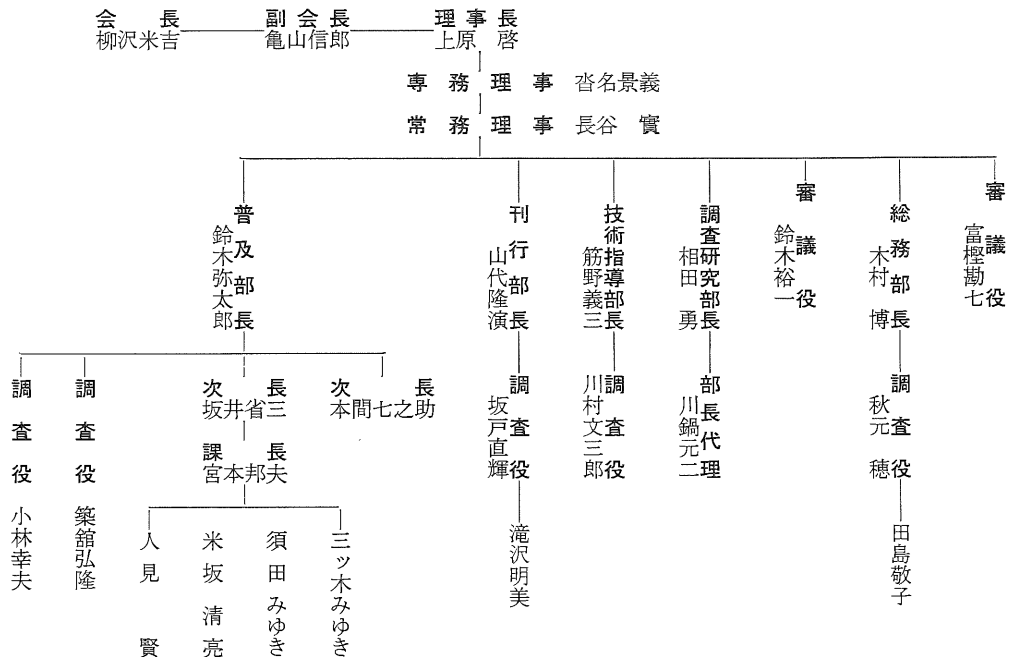 会長
柳沢米吉
副会長
亀山信郎
理事長
上原 啓
専務理事 沓名景義
常務理事 長谷 實
審議役
富樫勘七
総務部長
木村 博
調査役
秋元 穂
田島敬子
審議役
鈴木裕一
調査研究部長
相田 勇
部長代理
川鍋元二
技術指導部長
筋野義三
調査役
川村文三郎
刊行部長
山代隆演
調査役
坂戸直輝
滝沢明美
普及部長
鈴木弥太郎
次長
本間七之助
次長
坂井省三
課長
宮本邦夫
三ッ木みゆき
須田みゆき
米坂清亮
人見 賢
調査役 築舘弘隆
調査役 小林幸夫